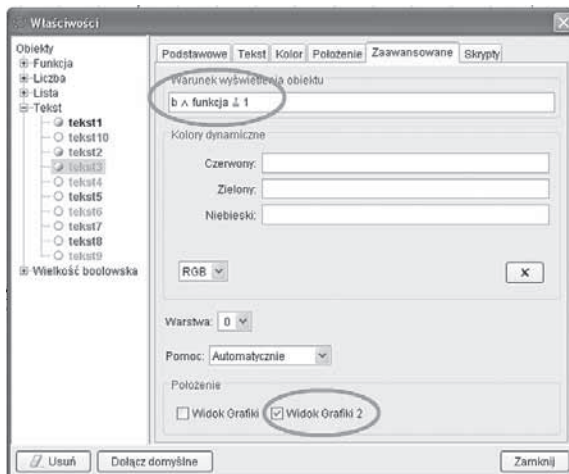 Właściwości
Obiekty
Funkcja
Liczba
Lista
Tekst
tekst1
tekst10
tekst2
tekst3
tekst4
tekst5
tekst6
tekst7
tekst8
tekst9
Wielkość boolowska
Podstawowe Tekst Kolor Położenie Zaawansowane Skrypty
Warunek wyświetlenia obiektu
b ∧ funkcja ≟ 1
Kolory dynamiczne
Czerwony:
Zielony:
Niebieski:
RGB
x
Warstwa: 0
Pomoc: Automatycznie
Położenie
Widok Grafiki Widok Grafiki 2
Usuń Dołącz domyślne Zamknij